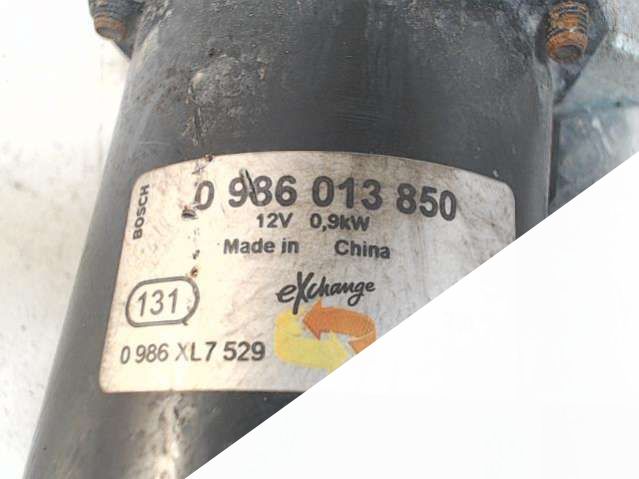 BOSCH
0 986 013 850
12V 0,9kW
Made in China
eXchange
131
0 986 XL7 529